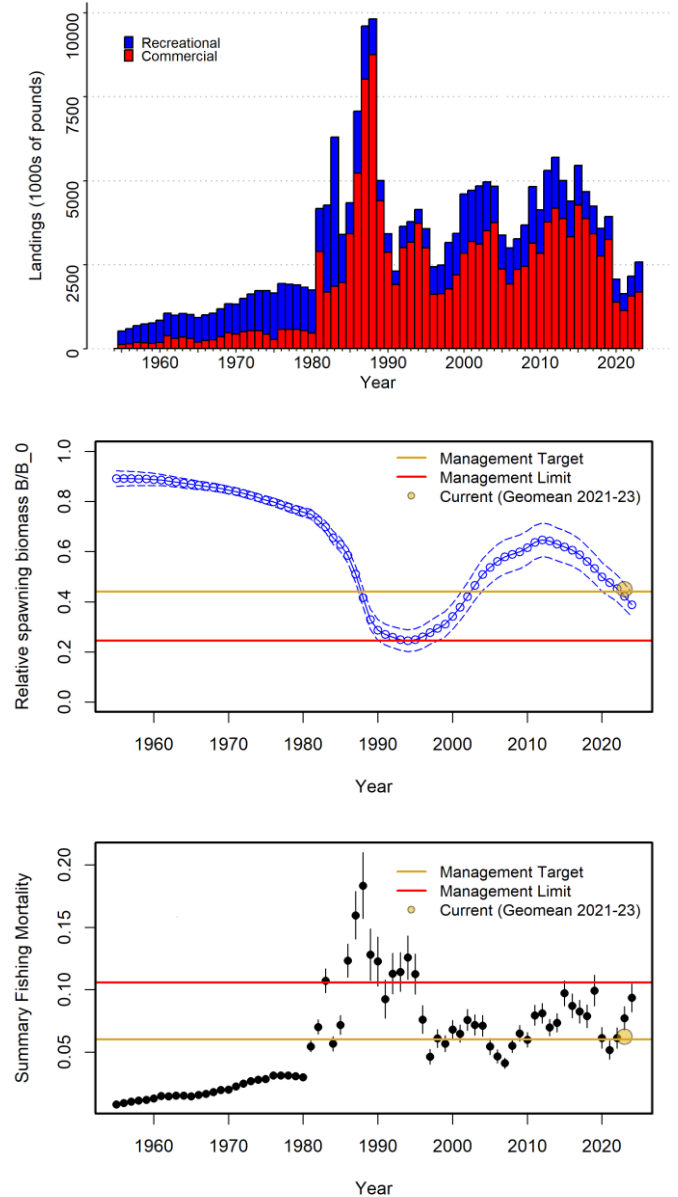 Landings (1000s of pounds)
10000
7500
5000
2500
0
Recreational
Commercial
1960 1970 1980 1990 2000 2010 2020
Year
Relative spawning biomass B/B_0
1.0
0.8
0.6
0.4
0.2
0.0
Management Target
Management Limit
Current (Geomean 2021-23)
1960 1970 1980 1990 2000 2010 2020
Year
Summary Fishing Mortality
0.20
0.15
0.10
0.05
Management Target
Management Limit
Current (Geomean 2021-23)
1960 1970 1980 1990 2000 2010 2020
Year